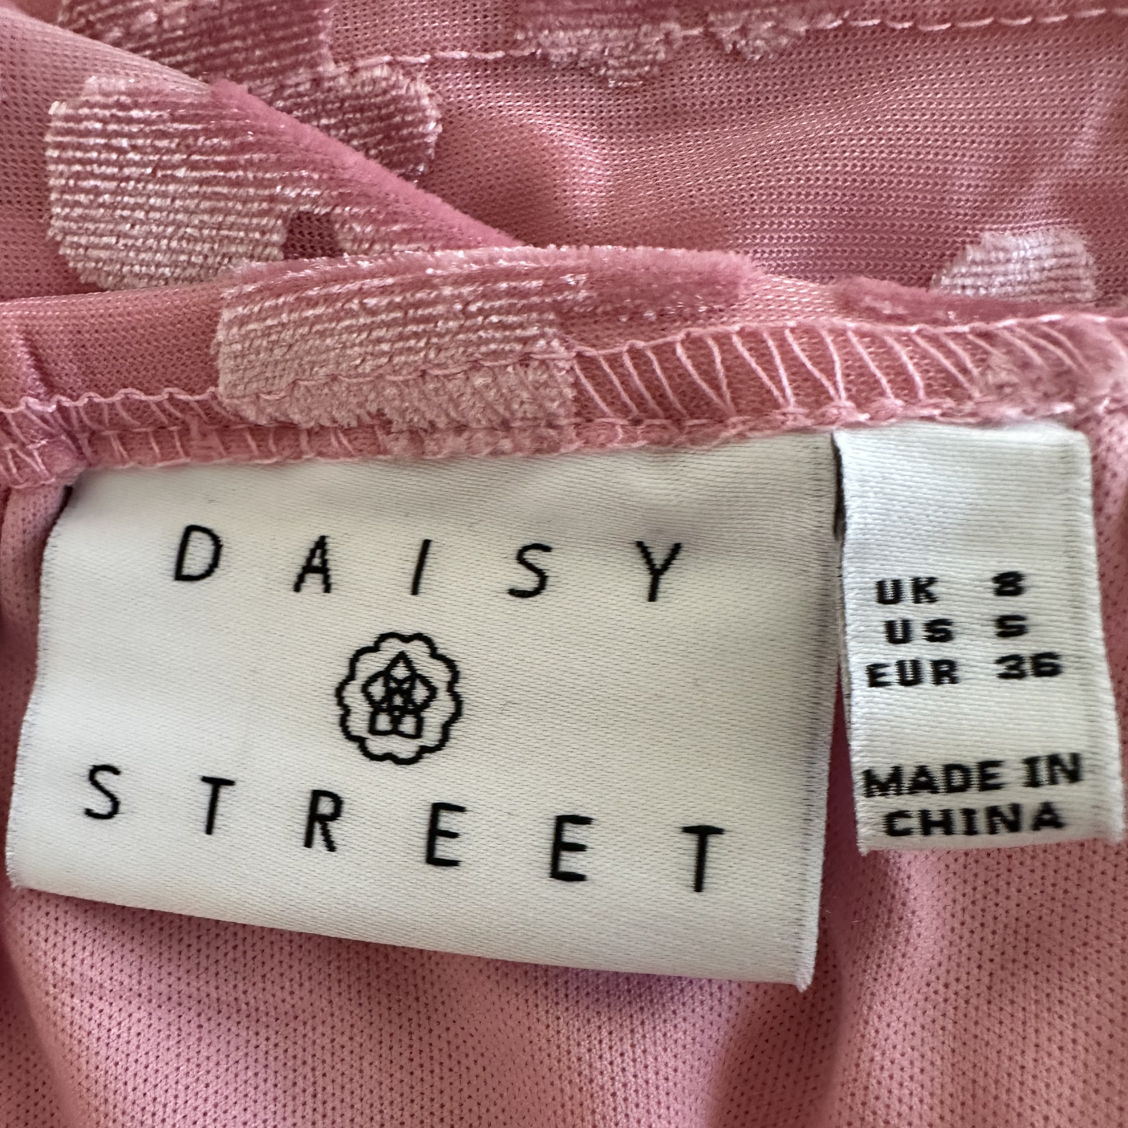 DAISY
STREET
UK 8
US S
EUR 36
MADE IN
CHINA